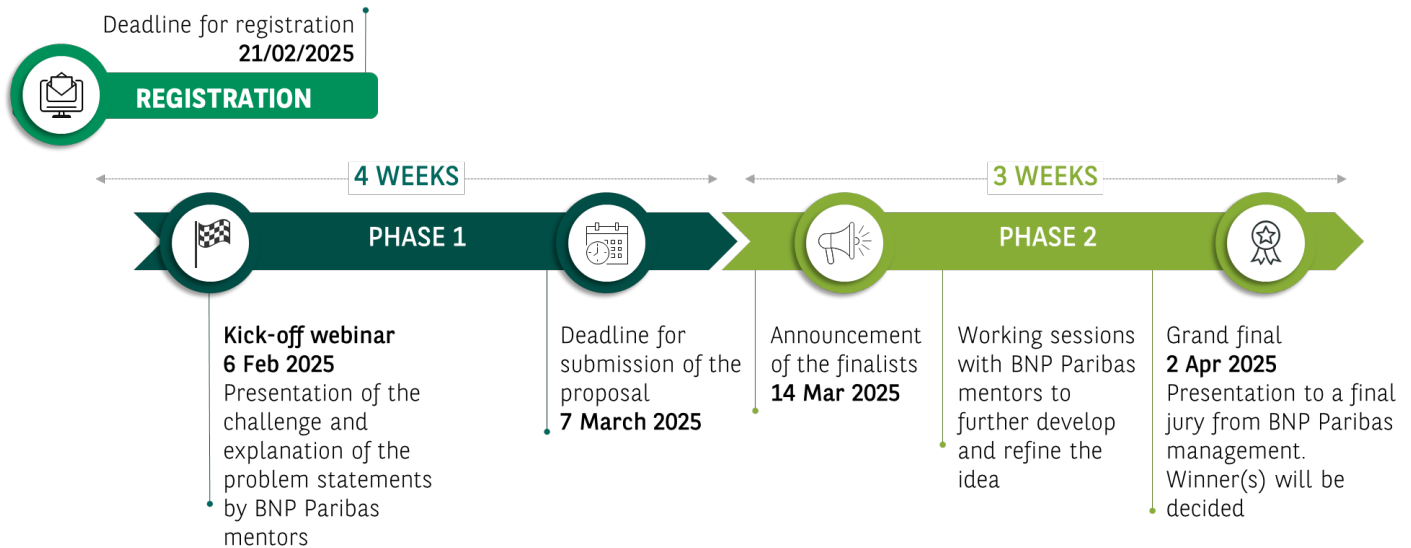 Deadline for registration
21/02/2025
REGISTRATION
4 WEEKS
3 WEEKS
PHASE 1
PHASE 2
Kick-off webinar
6 Feb 2025
Presentation of the
challenge and
explanation of the
problem statements
by BNP Paribas
mentors
Deadline for
submission of the
proposal
7 March 2025
Announcement
of the finalists
14 Mar 2025
Working sessions
with BNP Paribas
mentors to
further develop
and refine the
idea
Grand final
2 Apr 2025
Presentation to a final
jury from BNP Paribas
management.
Winner(s) will be
decided